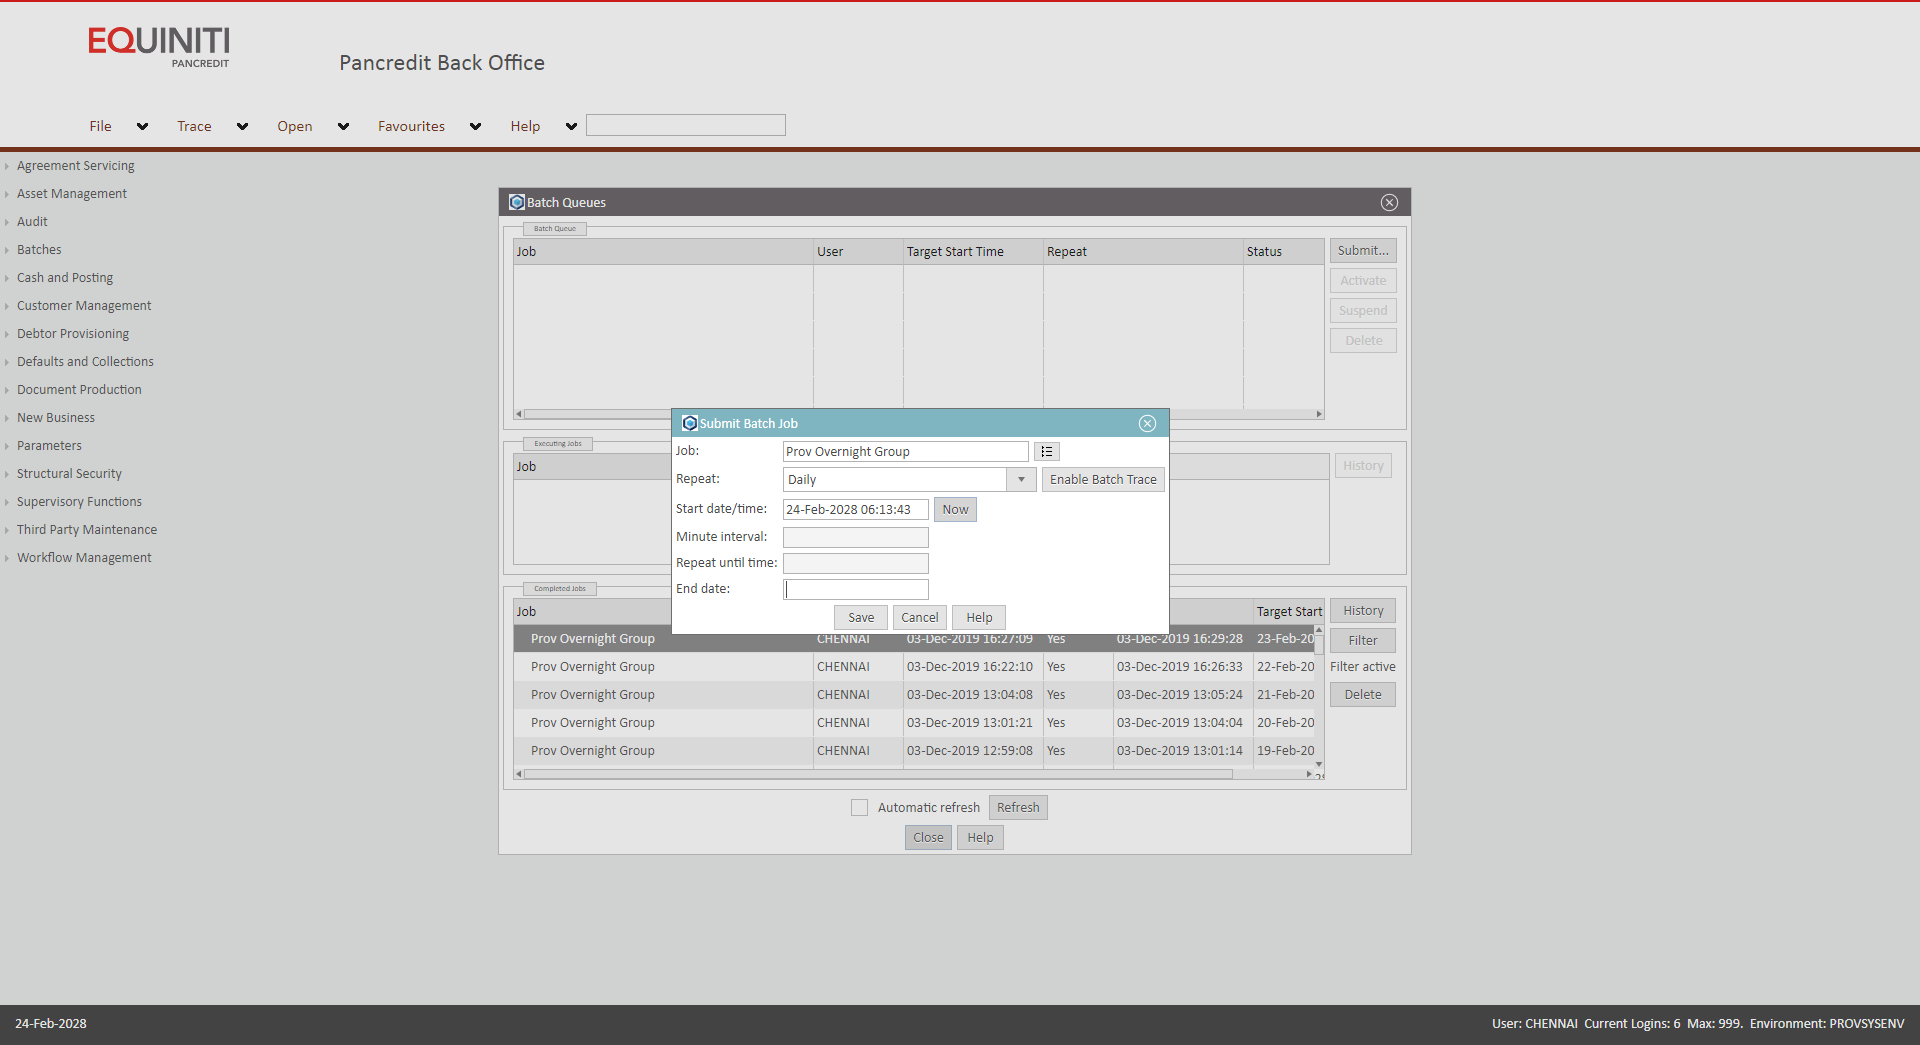 EQUINITI
PANCREDIT
Pancredit Back Office
File Trace Open Favourites Help
Agreement Servicing
Asset Management
Audit
Batches
Cash and Posting
Customer Management
Debtor Provisioning
Defaults and Collections
Document Production
New Business
Parameters
Structural Security
Supervisory Functions
Third Party Maintenance
Workflow Management
Batch Queues
Batch Queue
Job User Target Start Time Repeat Status
Submit...
Activate
Suspend
Delete
Executing Jobs
Job
History
Submit Batch Job
Job: Prov Overnight Group
Repeat: Daily Enable Batch Trace
Start date/time: 24-Feb-2028 06:13:43 Now
Minute interval:
Repeat until time:
End date:
Save Cancel Help
Completed Jobs
Job Target Start
Prov Overnight Group CHENNAI 03-Dec-2019 16:27:09 Yes 03-Dec-2019 16:29:28 23-Feb-20
Prov Overnight Group CHENNAI 03-Dec-2019 16:22:10 Yes 03-Dec-2019 16:26:33 22-Feb-20
Prov Overnight Group CHENNAI 03-Dec-2019 13:04:08 Yes 03-Dec-2019 13:05:24 21-Feb-20
Prov Overnight Group CHENNAI 03-Dec-2019 13:01:21 Yes 03-Dec-2019 13:04:04 20-Feb-20
Prov Overnight Group CHENNAI 03-Dec-2019 12:59:08 Yes 03-Dec-2019 13:01:14 19-Feb-20
History
Filter
Filter active
Delete
Automatic refresh Refresh
Close Help
24-Feb-2028
User: CHENNAI Current Logins: 6 Max: 999. Environment: PROVSYSENV